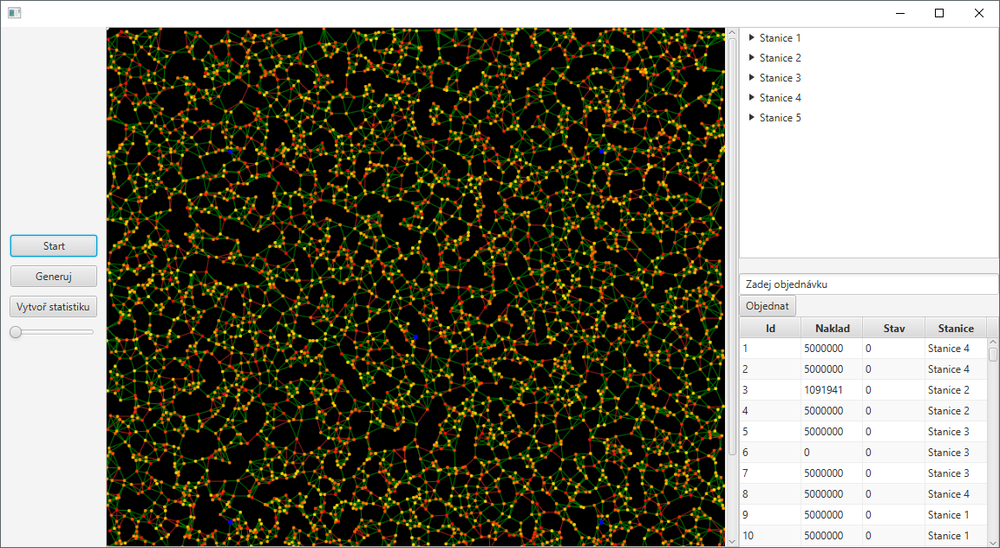 Start
Generuj
Vytvoř statistiku
Stanice 1
Stanice 2
Stanice 3
Stanice 4
Stanice 5
Zadej objednávku
Objednat
Id Naklad Stav Stanice
1 5000000 0 Stanice 4
2 5000000 0 Stanice 4
3 1091941 0 Stanice 2
4 5000000 0 Stanice 2
5 5000000 0 Stanice 3
6 0 0 Stanice 3
7 5000000 0 Stanice 3
8 5000000 0 Stanice 4
9 5000000 0 Stanice 1
10 5000000 0 Stanice 1